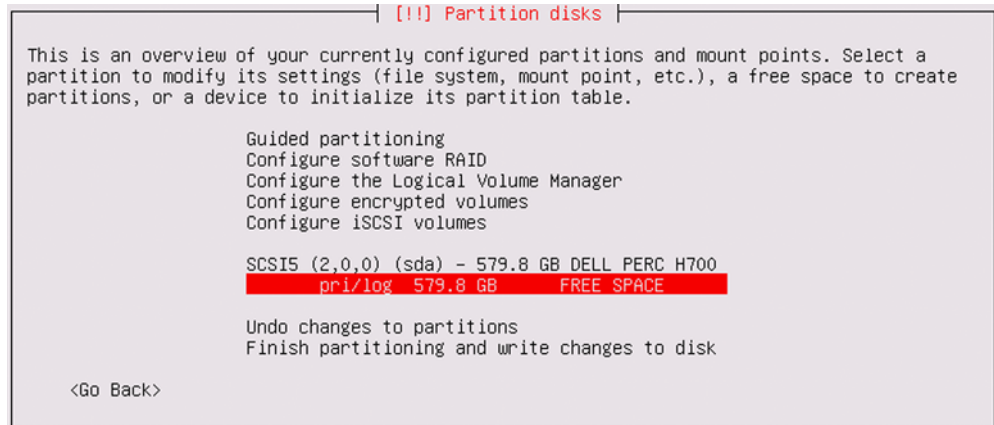 [!!] Partition disks
This is an overview of your currently configured partitions and mount points. Select a
partition to modify its settings (file system, mount point, etc.), a free space to create
partitions, or a device to initialize its partition table.
Guided partitioning
Configure software RAID
Configure the Logical Volume Manager
Configure encrypted volumes
Configure iSCSI volumes
SCSI5 (2,0,0) (sda) - 579.8 GB DELL PERC H700
pri/log 579.8 GB FREE SPACE
Undo changes to partitions
Finish partitioning and write changes to disk
<Go Back>